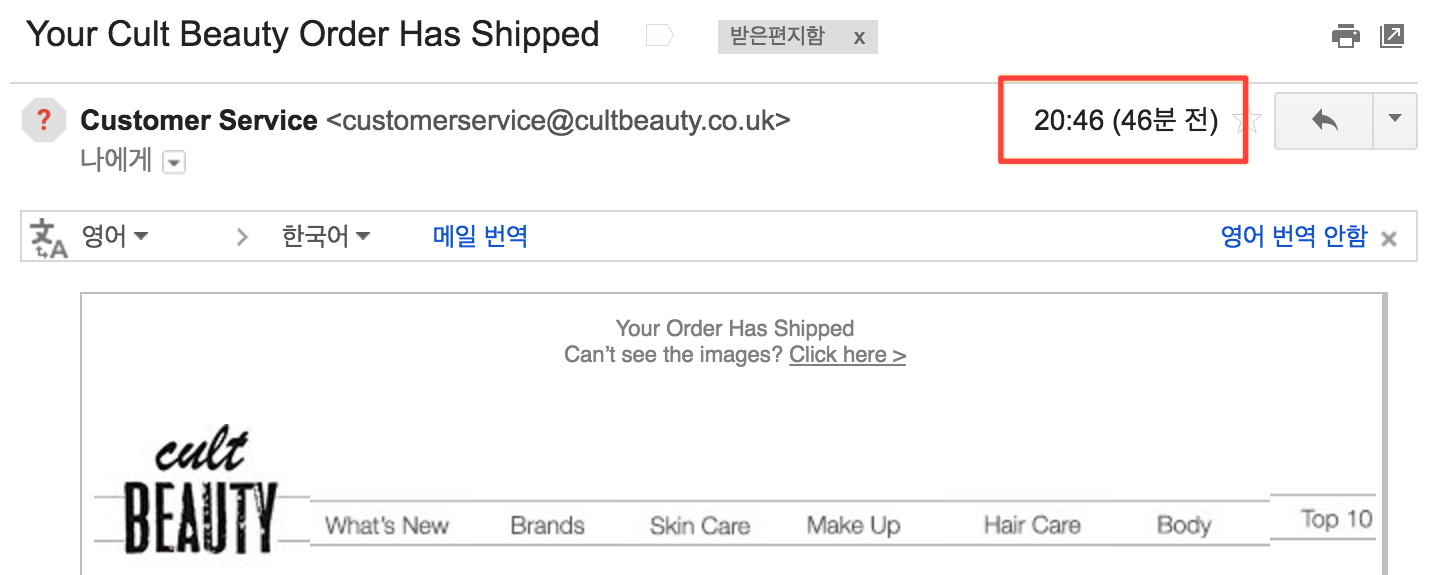 Your Cult Beauty Order Has Shipped 받은편지함 x
Customer Service <customerservice@cultbeauty.co.uk> 20:46 (46분 전)
나에게
영어 한국어 메일 번역 영어 번역 안함
Your Order Has Shipped
Can't see the images? Click here >
cult
BEAUTY
What's New Brands Skin Care Make Up Hair Care Body Top 10